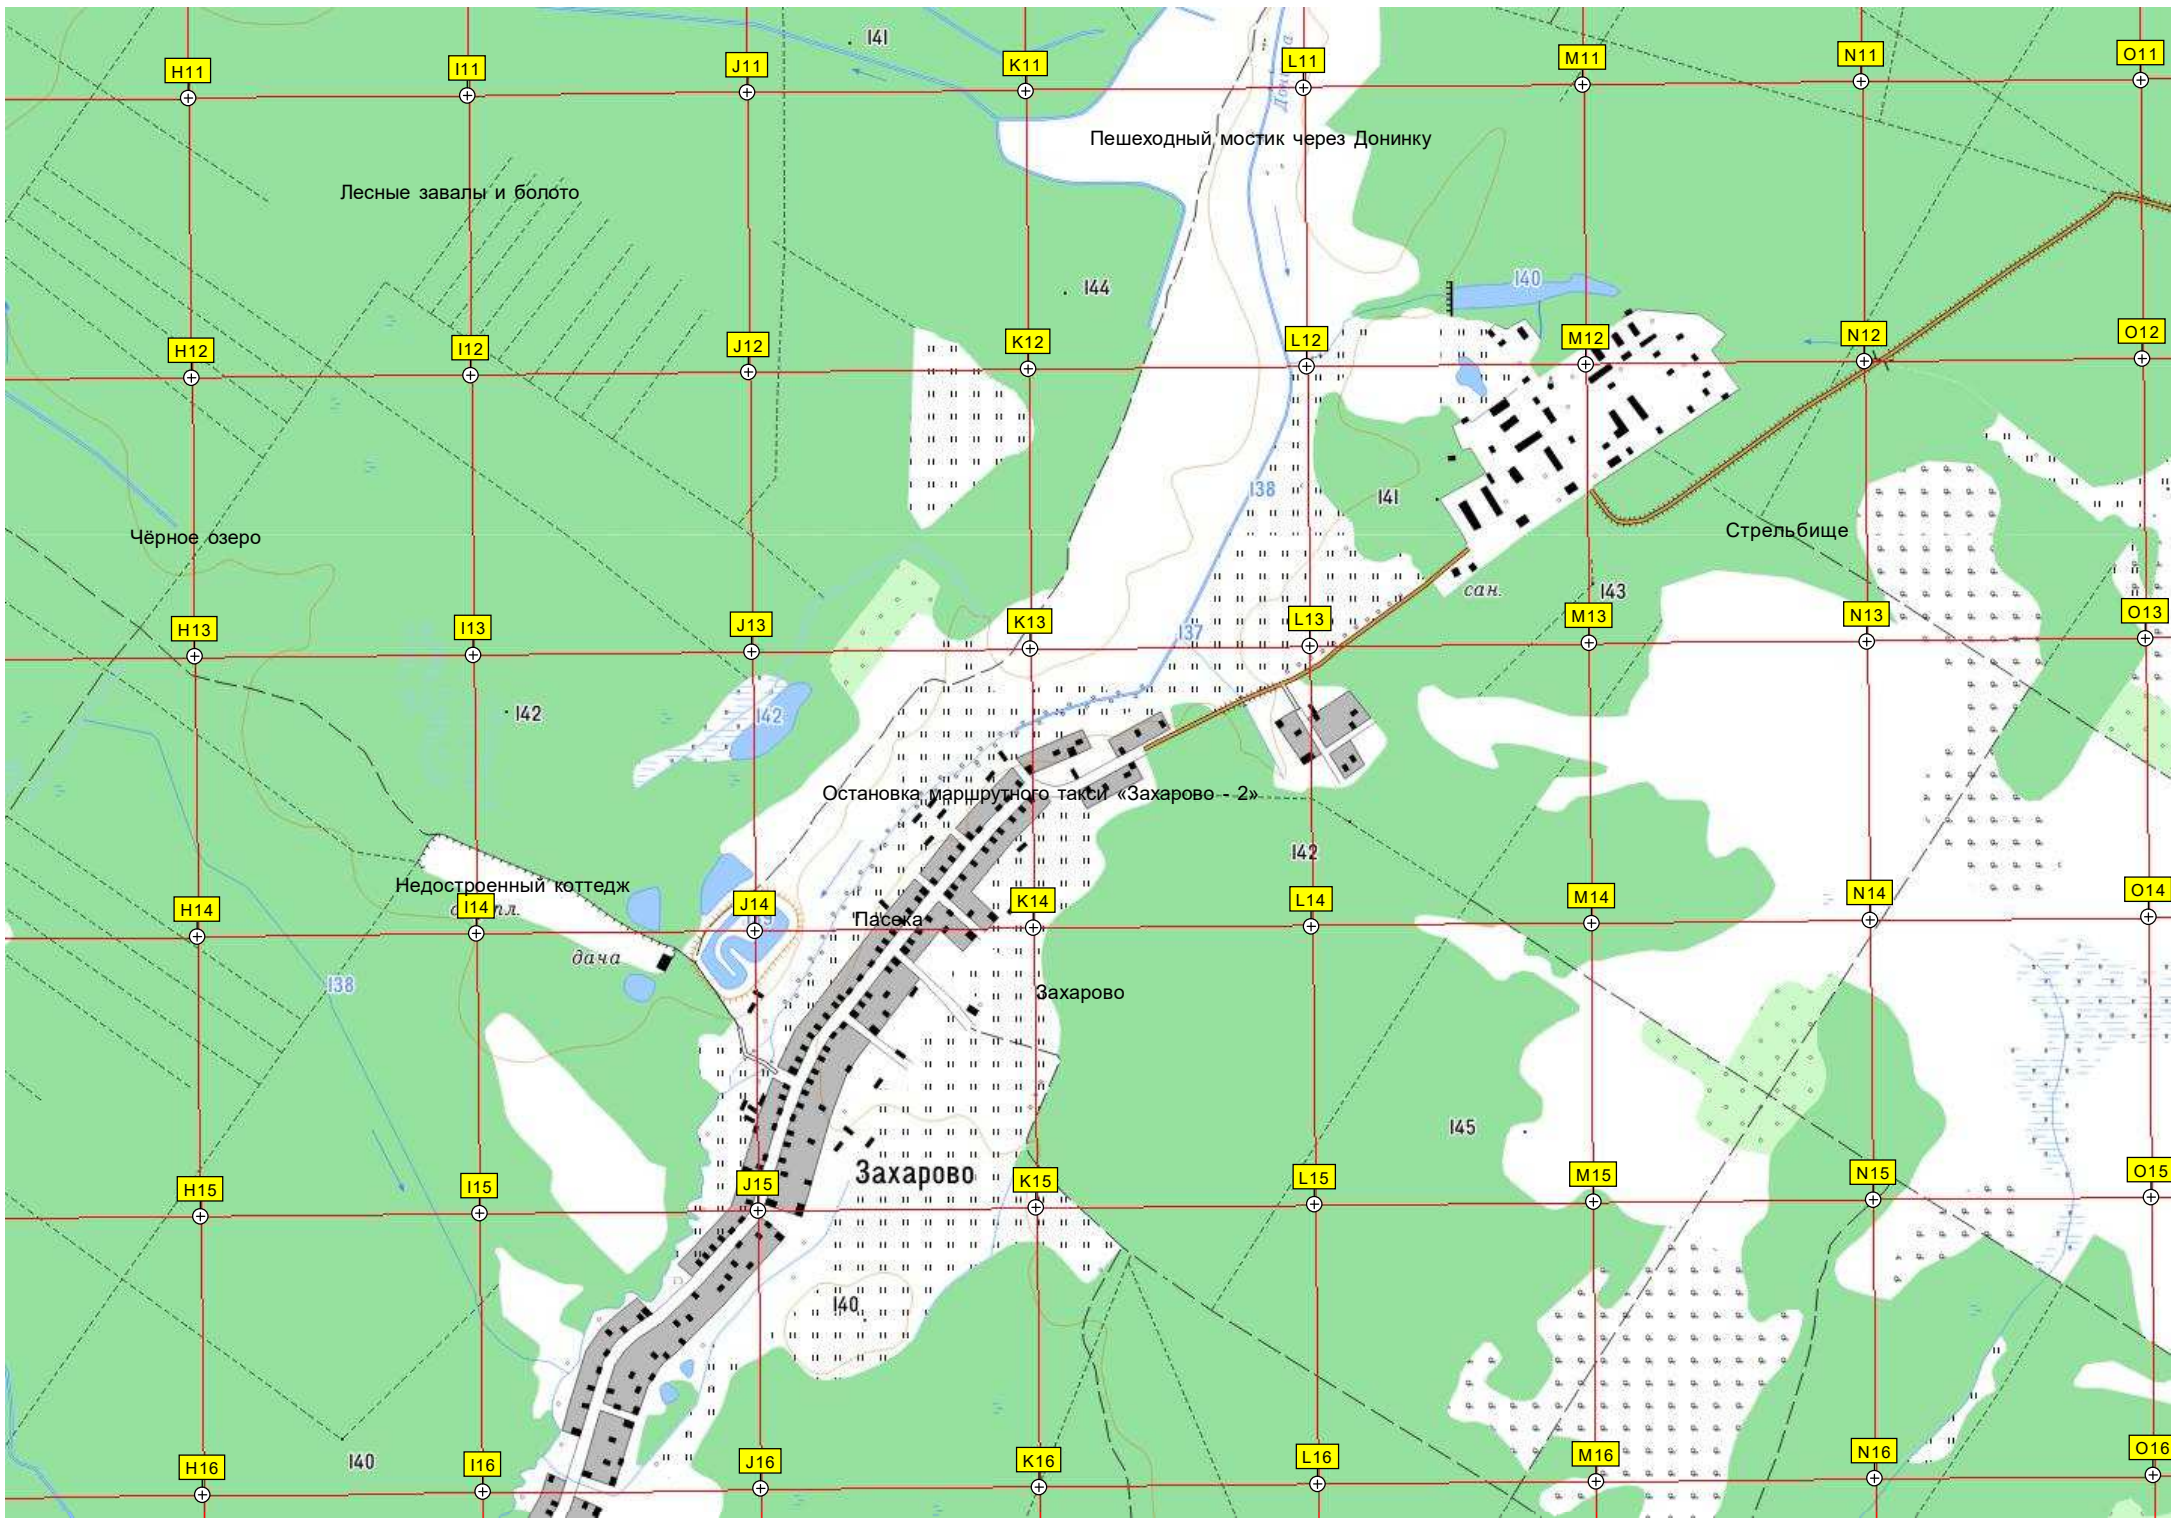 141
H11
I11
J11
K11
L11
M11
N11
O11
Пешеходный мостик через Донинку
Лесные завалы и болото
144
140
H12
I12
J12
K12
L12
M12
N12
O12
138
141
Чёрное озеро
Стрельбище
сан.
143
H13
I13
J13
K13
137
L13
M13
N13
O13
142
142
Остановка маршрутного такси «Захарово - 2»
142
Недостроенный коттедж
H14
I14
J14
Пасека
K14
L14
M14
N14
O14
дача
138
Захарово
145
Захарово
H15
I15
J15
K15
L15
M15
N15
O15
140
140
H16
I16
J16
K16
L16
M16
N16
O16